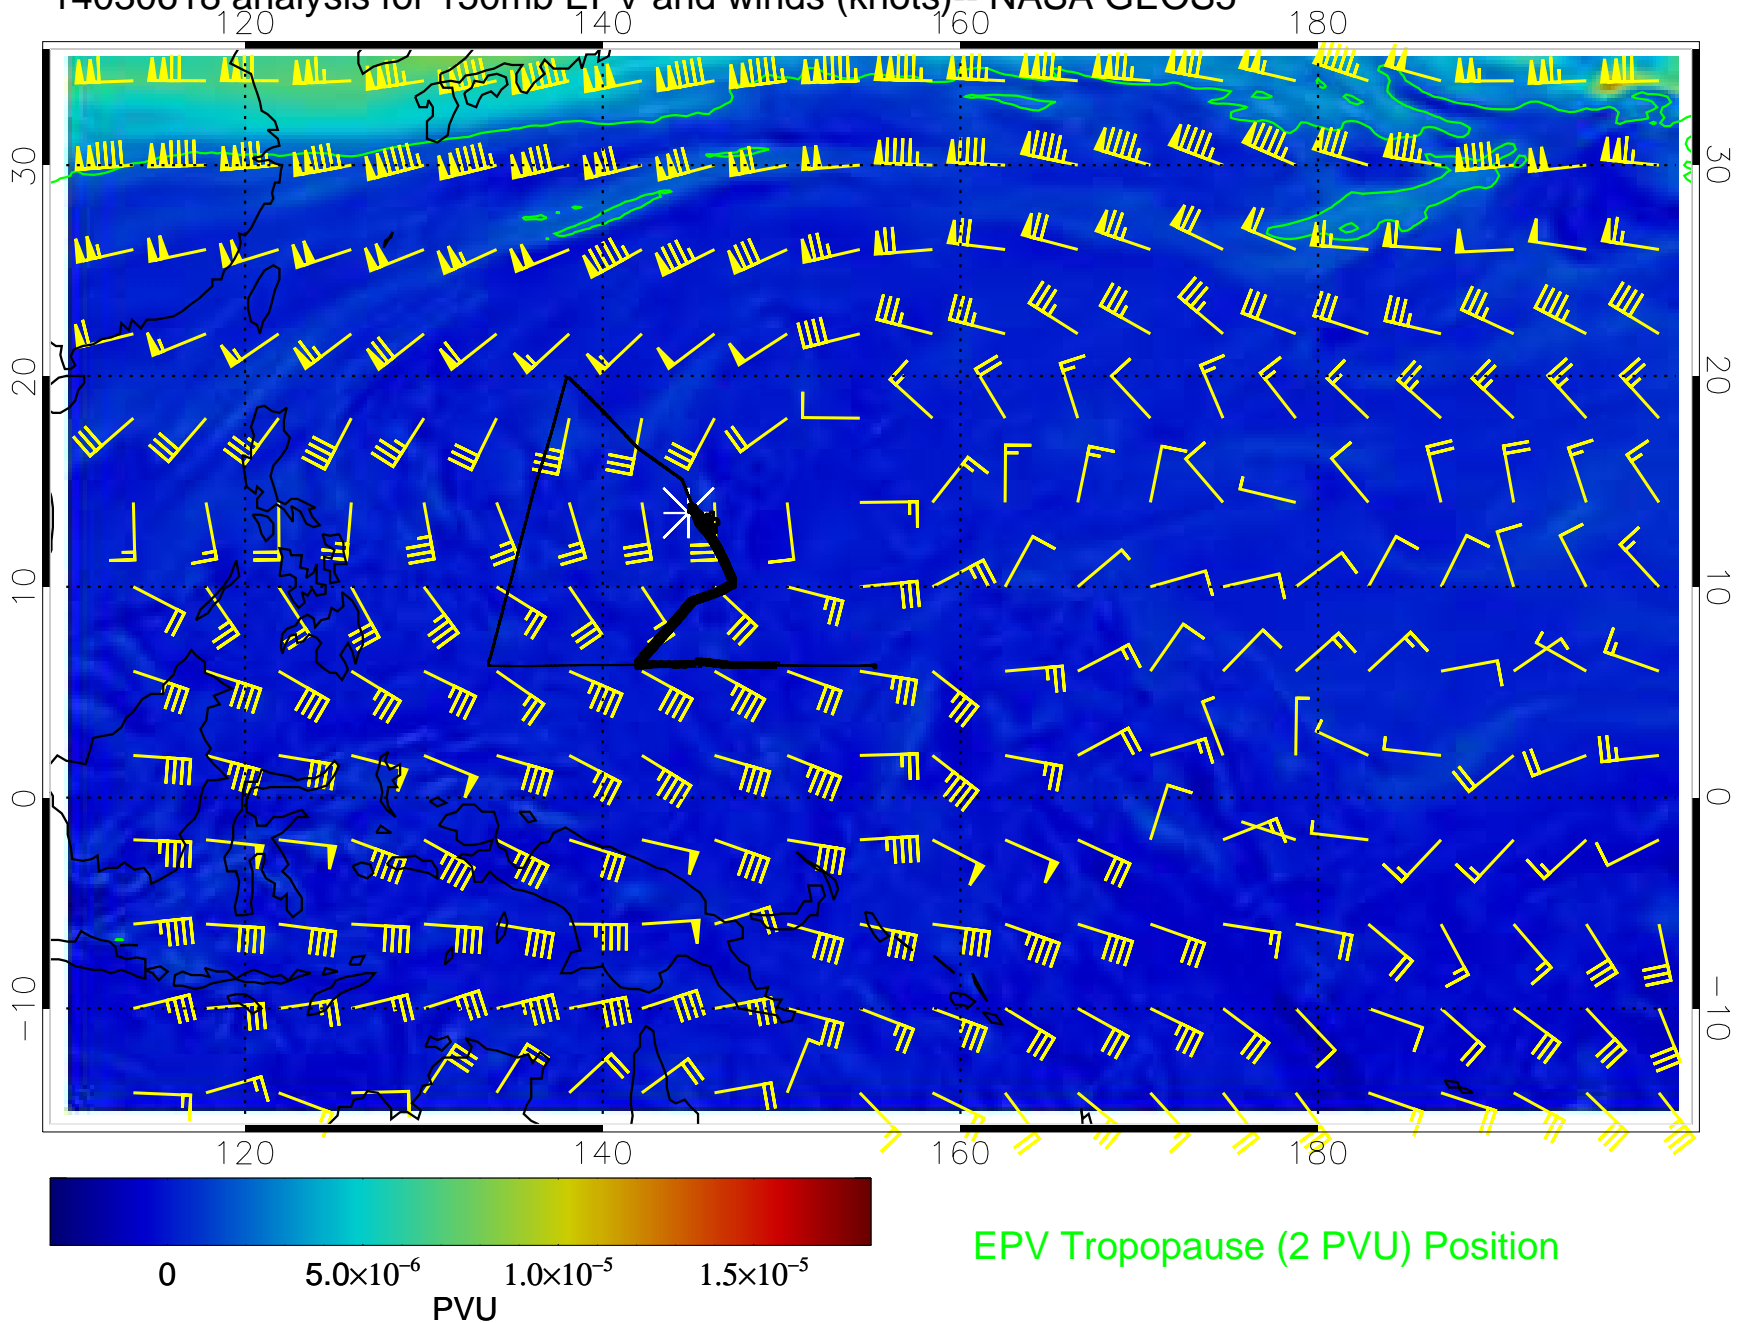 14030618 analysis for 150mb EPV and winds (knots)-- NASA GEOS5
120 140 160 180
30 30
20 20
10 10
0 0
−10 −10
120 140 160 180
0 5.0×10⁻⁶ 1.0×10⁻⁵ 1.5×10⁻⁵
PVU
EPV Tropopause (2 PVU) Position